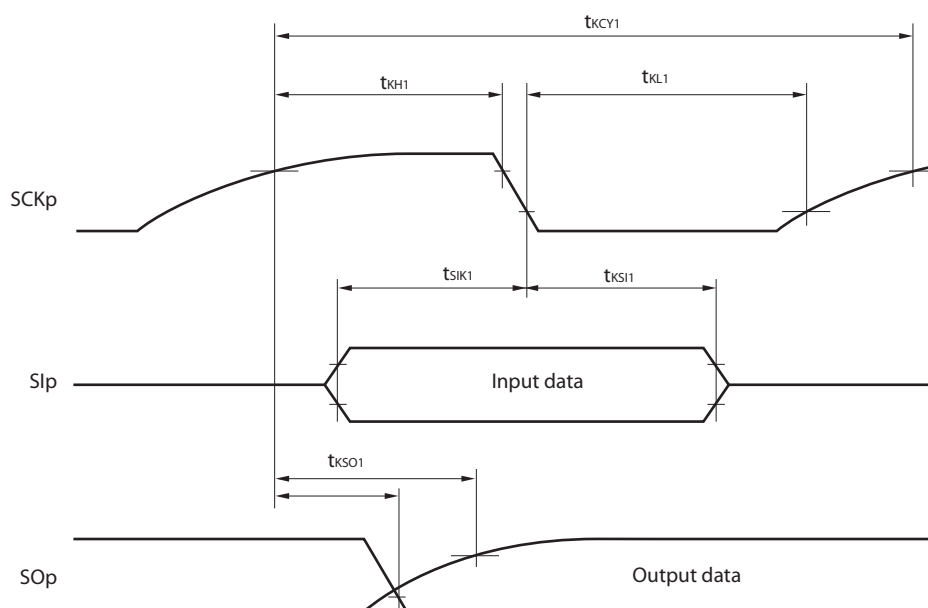 tKCY1
tKH1
tKL1
SCKp
tSIK1
tKSI1
SIp
Input data
tKSO1
SOp
Output data